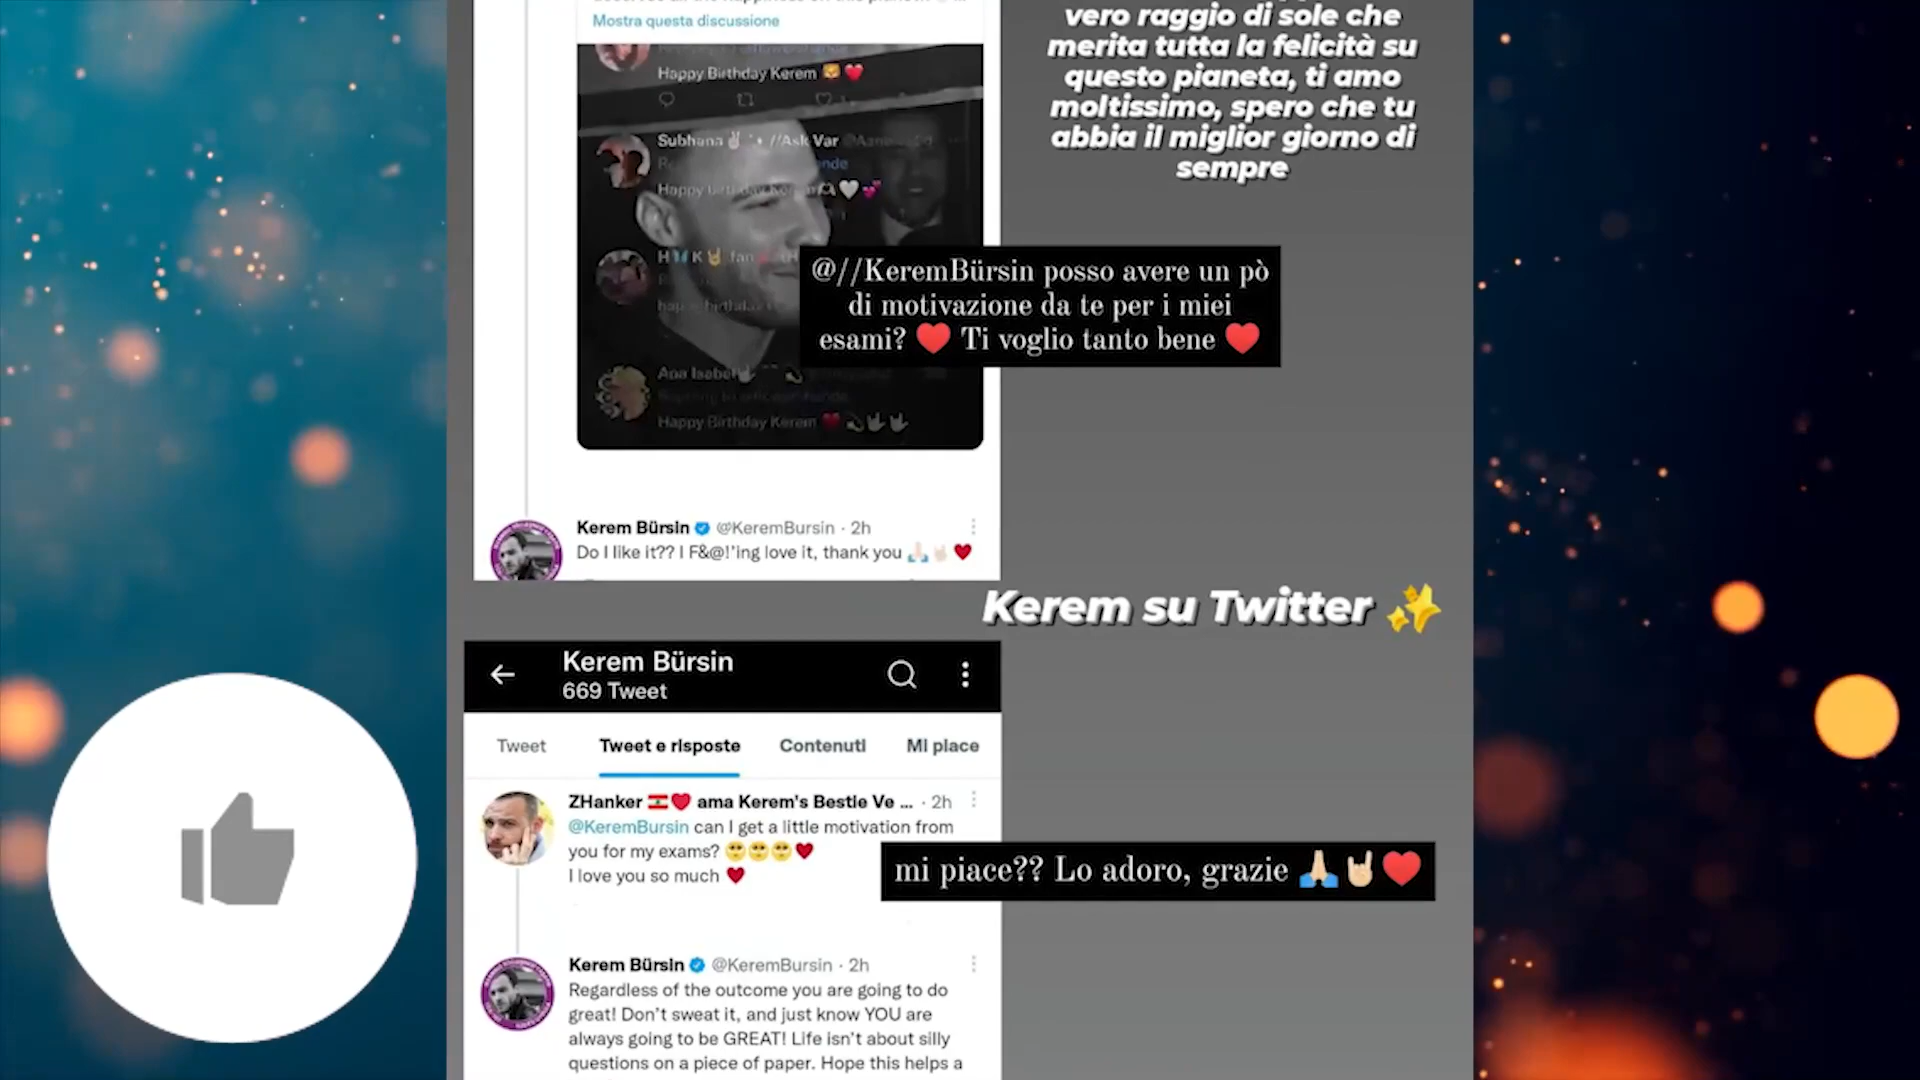 Mostra questa discussione
Happy Birthday Kerem 🦁❤️
Subhana //Ask Var
Happy birthday Kerem
Ana Isabel
Happy Birthday Kerem
vero raggio di sole che
merita tutta la felicità su
questo pianeta, ti amo
moltissimo, spero che tu
abbia il miglior giorno di
sempre
@//KeremBürsin posso avere un pò
di motivazione da te per i miei
esami? ❤️ Ti voglio tanto bene ❤️
Kerem Bürsin @KeremBursin · 2h
Do I like it?? I F&@!'ing love it, thank you 🙏🏻🤘🏻❤️
Kerem su Twitter ✨
Kerem Bürsin
669 Tweet
Tweet Tweet e risposte Contenuti Mi piace
ZHanker 🇱🇧❤️ ama Kerem's Bestie Ve ... · 2h
@KeremBursin can I get a little motivation from
you for my exams? 🥺🥺🥺❤️
I love you so much ❤️
mi piace?? Lo adoro, grazie 🙏🏻🤘🏻❤️
Kerem Bürsin @KeremBursin · 2h
Regardless of the outcome you are going to do
great! Don't sweat it, and just know YOU are
always going to be GREAT! Life isn't about silly
questions on a piece of paper. Hope this helps a